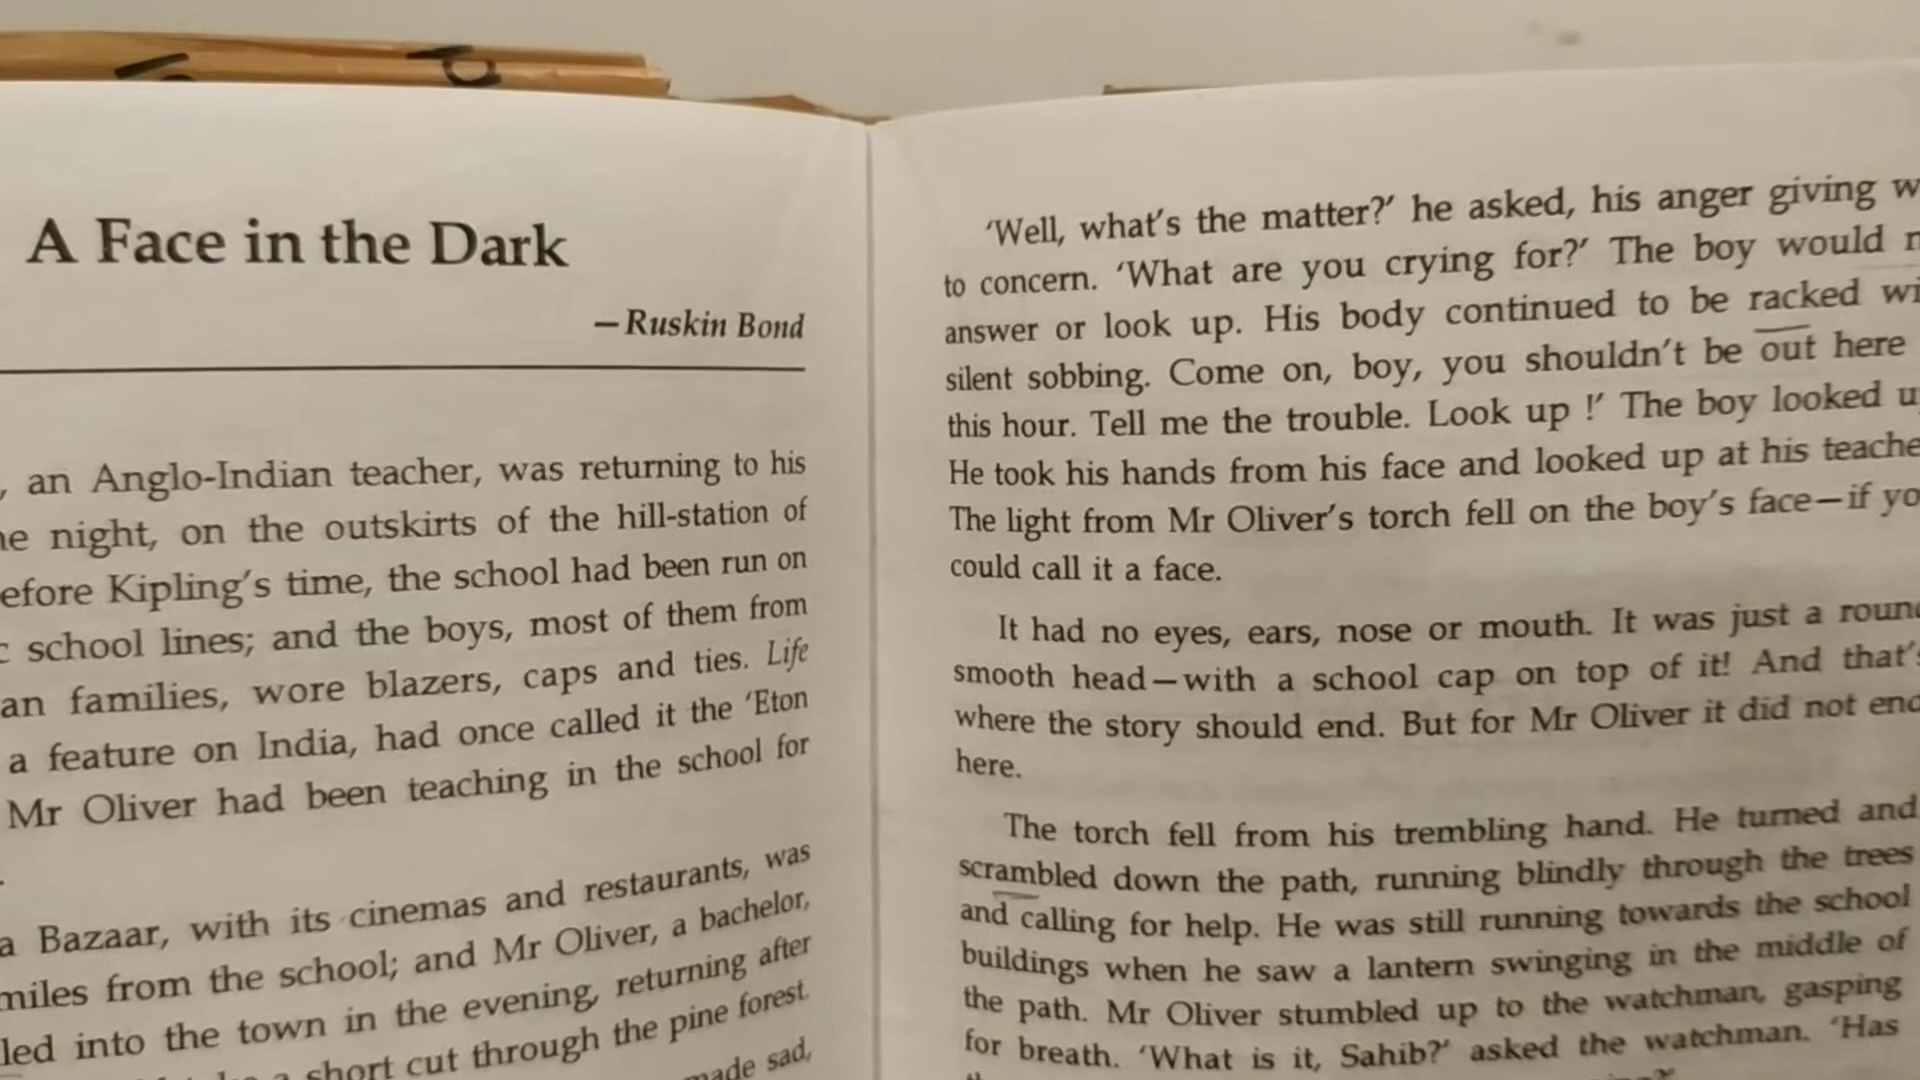 A Face in the Dark
—Ruskin Bond
, an Anglo-Indian teacher, was returning to his
night, on the outskirts of the hill-station of
efore Kipling's time, the school had been run on
school lines; and the boys, most of them from
an families, wore blazers, caps and ties. Life
a feature on India, had once called it the 'Eton
Mr Oliver had been teaching in the school for
Bazaar, with its cinemas and restaurants, was
miles from the school; and Mr Oliver, a bachelor,
led into the town in the evening, returning after
short cut through the pine forest.
made sad,
'Well, what's the matter?' he asked, his anger giving w
to concern. 'What are you crying for?' The boy would
answer or look up. His body continued to be racked wi
silent sobbing. Come on, boy, you shouldn't be out here
this hour. Tell me the trouble. Look up !' The boy looked u
He took his hands from his face and looked up at his teache
The light from Mr Oliver's torch fell on the boy's face—if yo
could call it a face.
It had no eyes, ears, nose or mouth. It was just a roun
smooth head—with a school cap on top of it! And that's
where the story should end. But for Mr Oliver it did not end
here.
The torch fell from his trembling hand. He turned and
scrambled down the path, running blindly through the trees
and calling for help. He was still running towards the school
buildings when he saw a lantern swinging in the middle of
the path. Mr Oliver stumbled up to the watchman, gasping
for breath. 'What is it, Sahib?' asked the watchman. 'Has